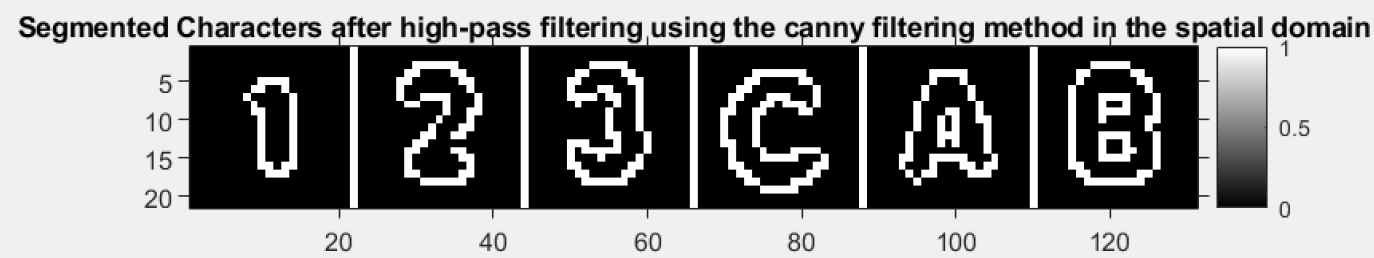 Segmented Characters after high-pass filtering using the canny filtering method in the spatial domain
1 2 3 C A B
5
10
15
20
20 40 60 80 100 120
1
0.5
0